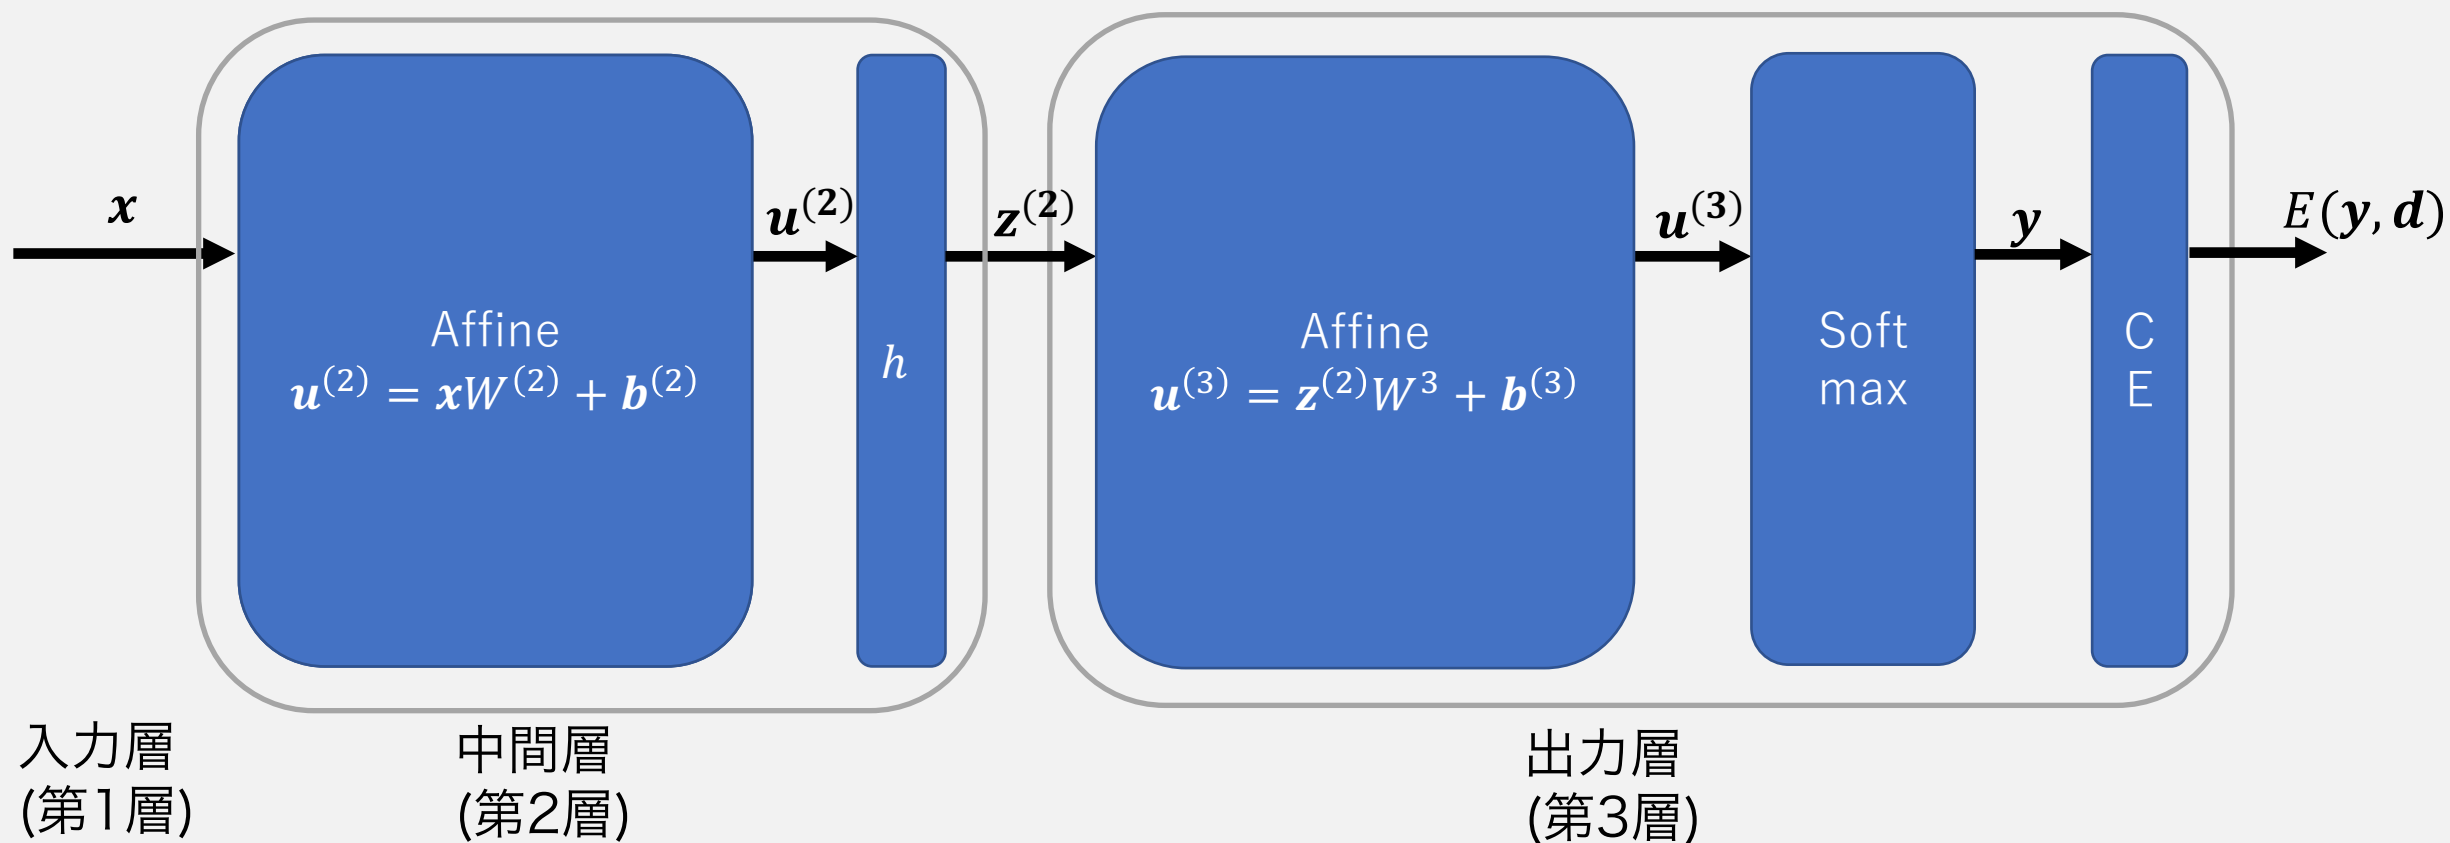 x
Affine
u^(2) = xW^(2) + b^(2)
u^(2)
h
z^(2)
Affine
u^(3) = z^(2)W^3 + b^(3)
u^(3)
Soft
max
y
C
E
E(y, d)
入力層
(第1層)
中間層
(第2層)
出力層
(第3層)